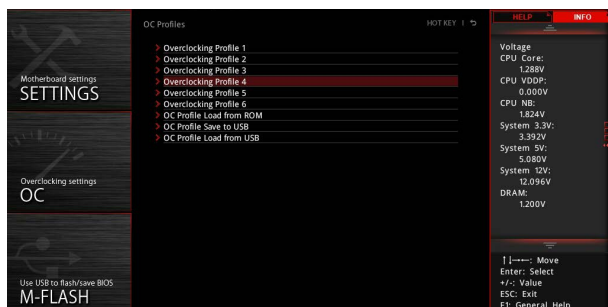 OC Profiles
HOT KEY |
HELP
INFO
Motherboard settings
SETTINGS
Overclocking settings
OC
Use USB to flash/save BIOS
M-FLASH
> Overclocking Profile 1
> Overclocking Profile 2
> Overclocking Profile 3
> Overclocking Profile 4
> Overclocking Profile 5
> Overclocking Profile 6
> OC Profile Load from ROM
> OC Profile Save to USB
> OC Profile Load from USB
Voltage
CPU Core:
1.288V
CPU VDDP:
0.000V
CPU NB:
1.824V
System 3.3V:
3.392V
System 5V:
5.080V
System 12V:
12.096V
DRAM:
1.200V
↑↓→←: Move
Enter: Select
+/-: Value
ESC: Exit
F1: General Help